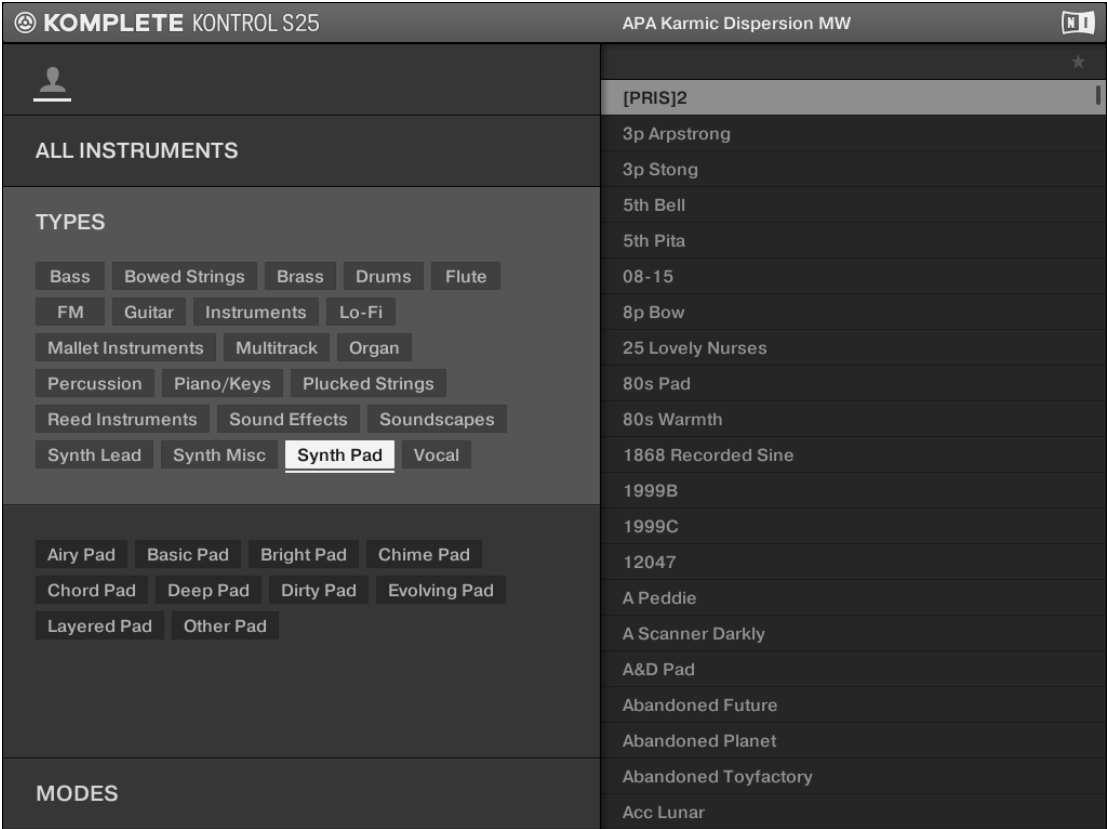 KOMPLETE KONTROL S25
APA Karmic Dispersion MW
NI
ALL INSTRUMENTS
TYPES
Bass Bowed Strings Brass Drums Flute
FM Guitar Instruments Lo-Fi
Mallet Instruments Multitrack Organ
Percussion Piano/Keys Plucked Strings
Reed Instruments Sound Effects Soundscapes
Synth Lead Synth Misc Synth Pad Vocal
Airy Pad Basic Pad Bright Pad Chime Pad
Chord Pad Deep Pad Dirty Pad Evolving Pad
Layered Pad Other Pad
MODES
[PRIS]2
3p Arpstrong
3p Stong
5th Bell
5th Pita
08-15
8p Bow
25 Lovely Nurses
80s Pad
80s Warmth
1868 Recorded Sine
1999B
1999C
12047
A Peddie
A Scanner Darkly
A&D Pad
Abandoned Future
Abandoned Planet
Abandoned Toyfactory
Acc Lunar